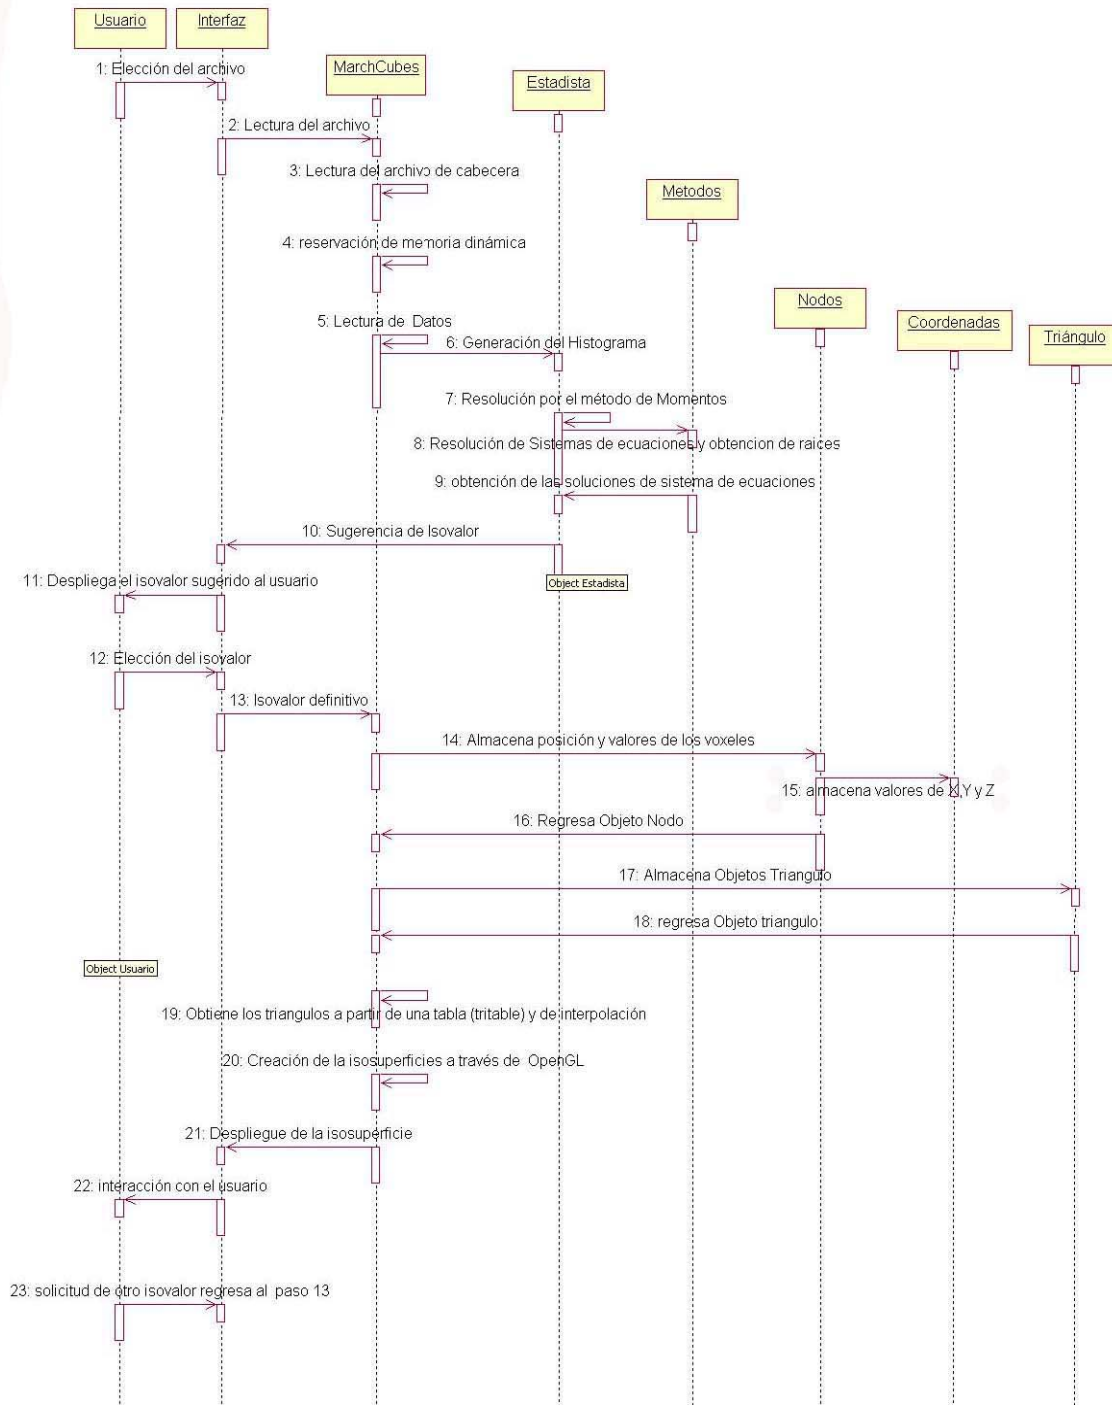 Usuario
Interfaz
MarchCubes
Estadista
Metodos
Nodos
Coordenadas
Triángulo
1: Elección del archivo
2: Lectura del archivo
3: Lectura del archivo de cabecera
4: reservación de memoria dinámica
5: Lectura de Datos
6: Generación del Histograma
7: Resolución por el método de Momentos
8: Resolución de Sistemas de ecuaciones y obtencion de raices
9: obtención de las soluciones de sistema de ecuaciones
10: Sugerencia de Isovalor
Object Estadista
11: Despliega el isovalor sugerido al usuario
12: Elección del isovalor
13: Isovalor definitivo
14: Almacena posición y valores de los voxeles
15: almacena valores de X,Y y Z
16: Regresa Objeto Nodo
17: Almacena Objetos Triangulo
18: regresa Objeto triangulo
Object Usuario
19: Obtiene los triangulos a partir de una tabla (tritable) y de interpolación
20: Creación de la isosuperficies a través de OpenGL
21: Despliegue de la isosuperficie
22: interacción con el usuario
23: solicitud de otro isovalor regresa al paso 13